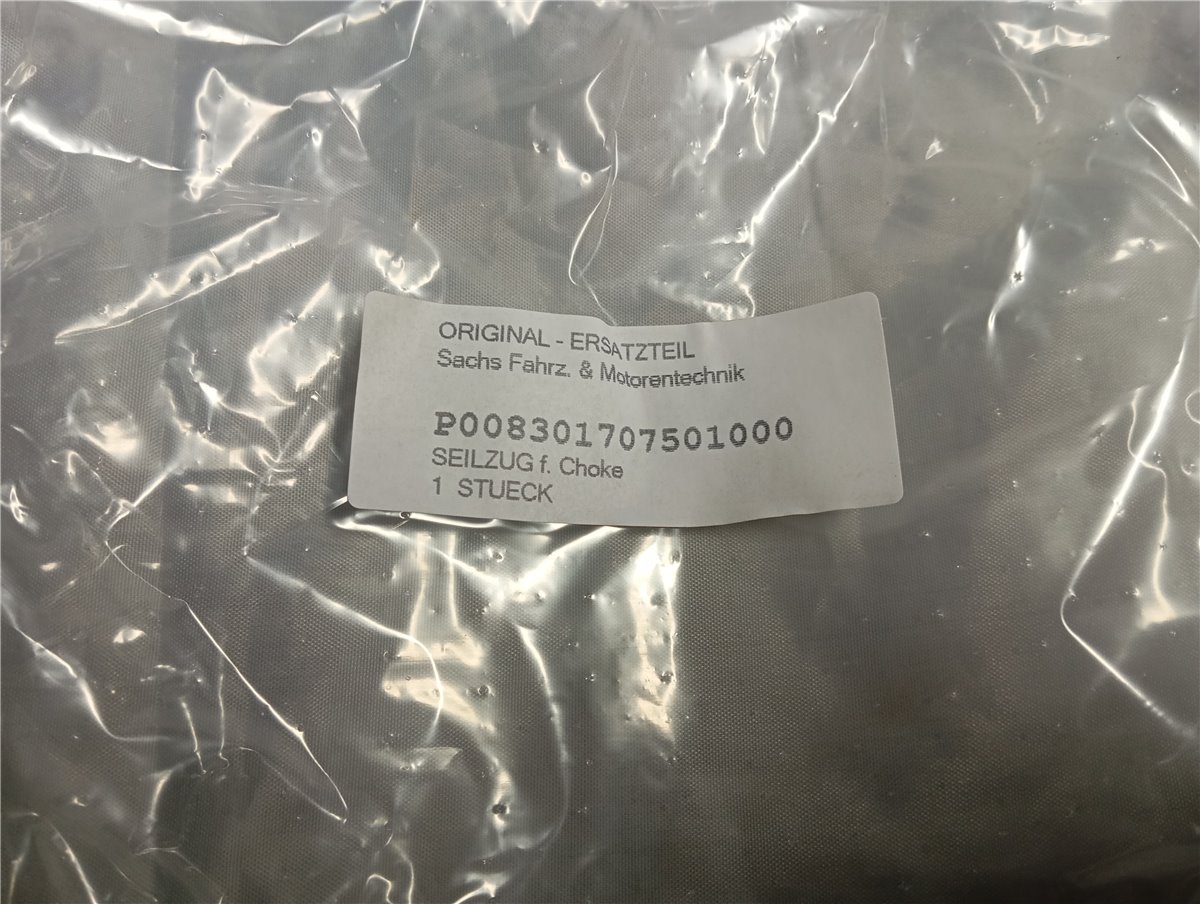 ORIGINAL - ERSATZTEIL
Sachs Fahrz. & Motorentechnik
P008301707501000
SEILZUG f. Choke
1 STUECK